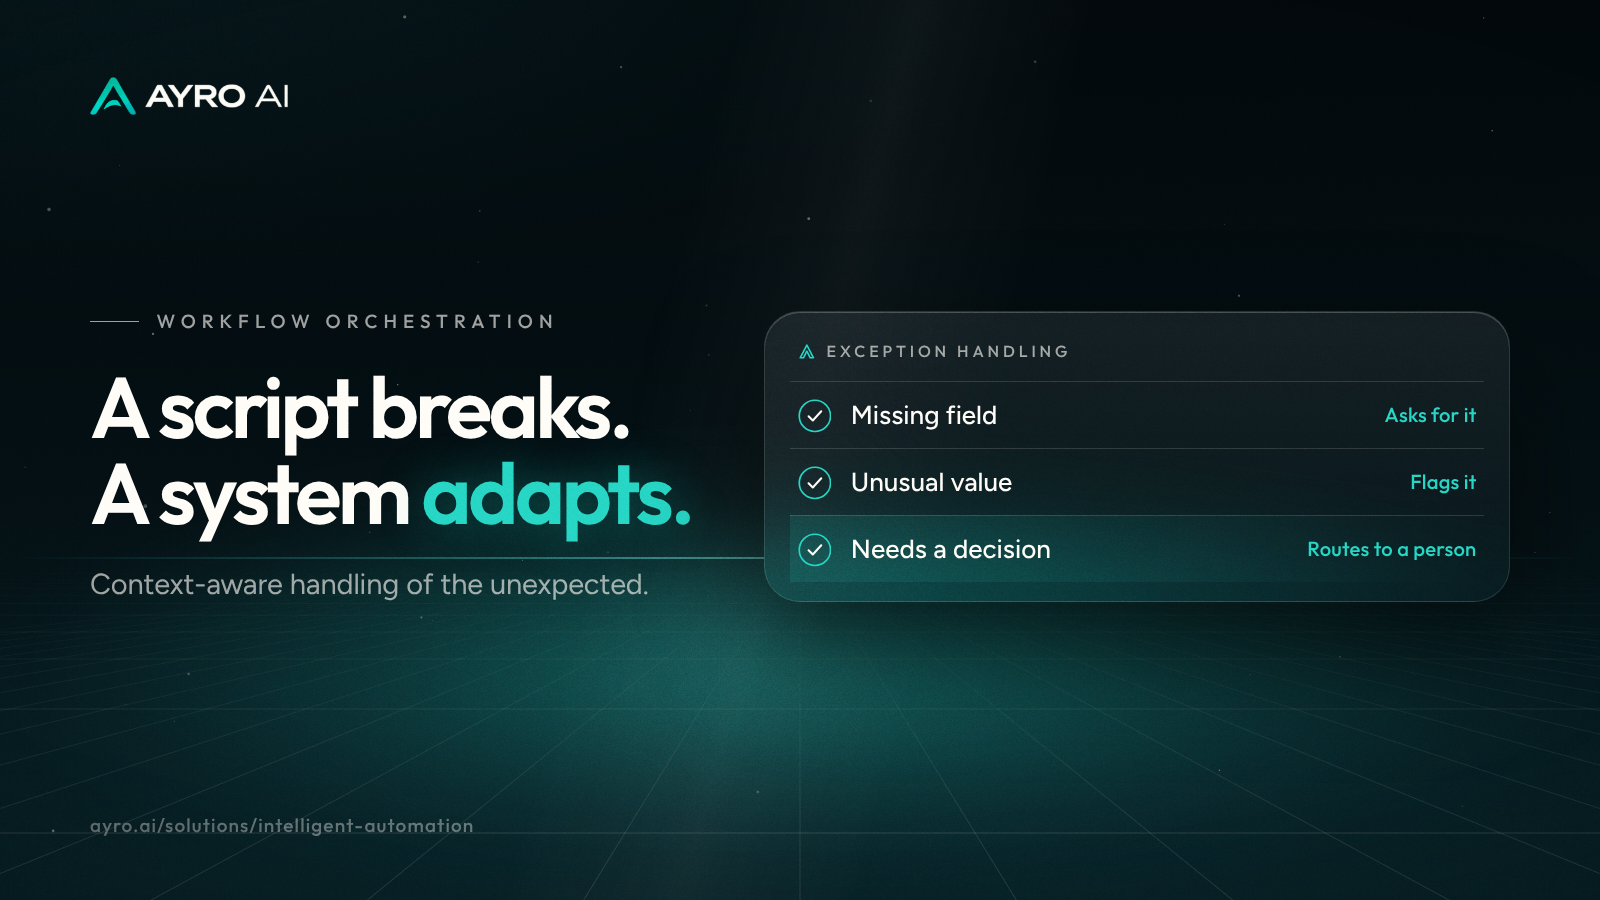 AYRO AI
WORKFLOW ORCHESTRATION
A script breaks.
A system adapts.
Context-aware handling of the unexpected.
EXCEPTION HANDLING
Missing field Asks for it
Unusual value Flags it
Needs a decision Routes to a person
ayro.ai/solutions/intelligent-automation